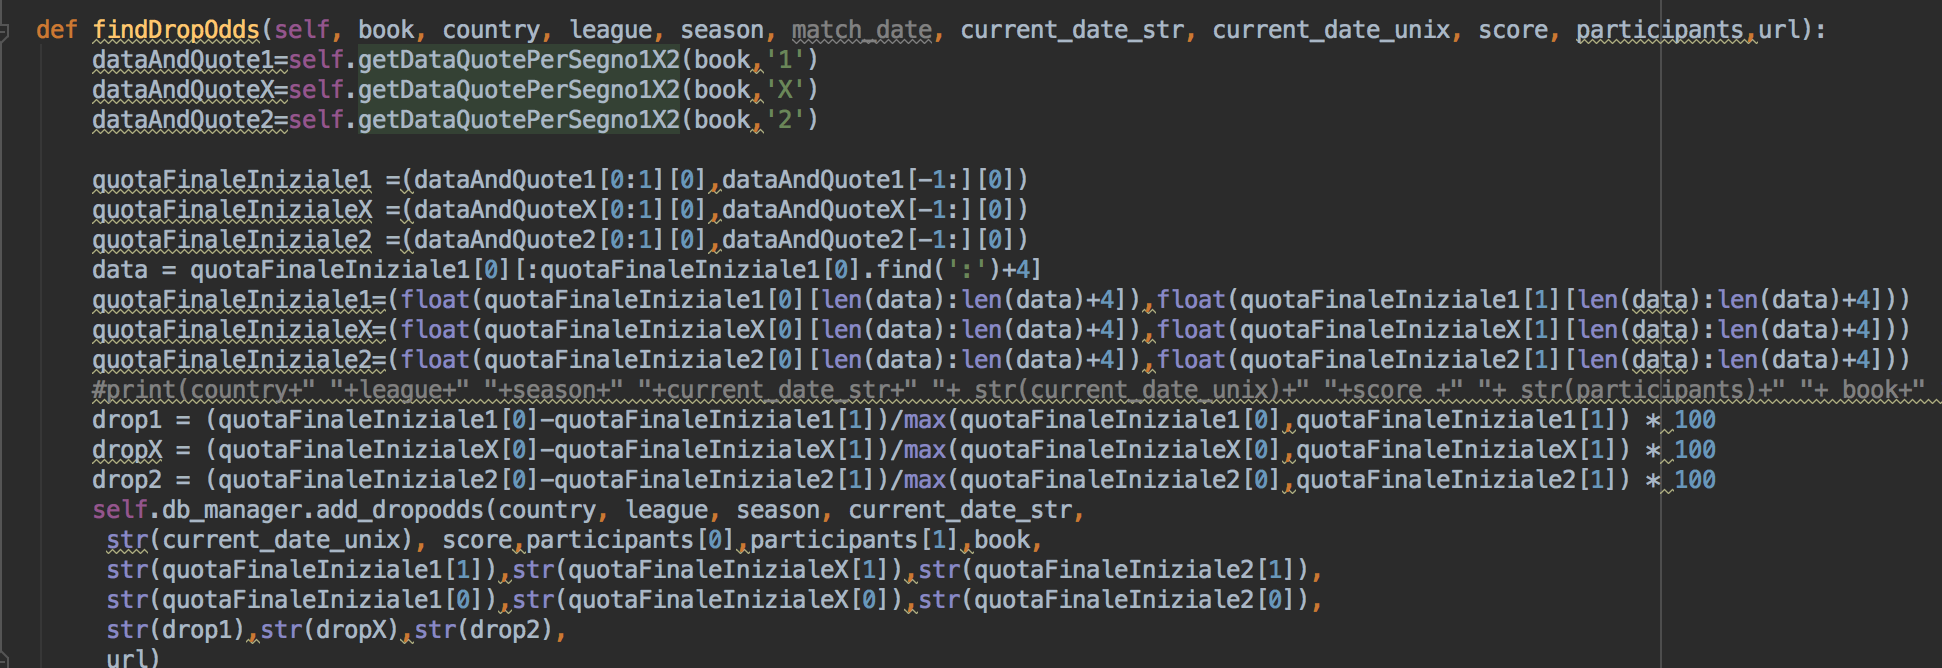 def findDropOdds(self, book, country, league, season, match_date, current_date_str, current_date_unix, score, participants,url):
dataAndQuote1=self.getDataQuotePerSegno1X2(book,'1')
dataAndQuoteX=self.getDataQuotePerSegno1X2(book,'X')
dataAndQuote2=self.getDataQuotePerSegno1X2(book,'2')
quotaFinaleIniziale1 =(dataAndQuote1[0:1][0],dataAndQuote1[-1:][0])
quotaFinaleInizialeX =(dataAndQuoteX[0:1][0],dataAndQuoteX[-1:][0])
quotaFinaleIniziale2 =(dataAndQuote2[0:1][0],dataAndQuote2[-1:][0])
data = quotaFinaleIniziale1[0][:quotaFinaleIniziale1[0].find(':')+4]
quotaFinaleIniziale1=(float(quotaFinaleIniziale1[0][len(data):len(data)+4]),float(quotaFinaleIniziale1[1][len(data):len(data)+4]))
quotaFinaleInizialeX=(float(quotaFinaleInizialeX[0][len(data):len(data)+4]),float(quotaFinaleInizialeX[1][len(data):len(data)+4]))
quotaFinaleIniziale2=(float(quotaFinaleIniziale2[0][len(data):len(data)+4]),float(quotaFinaleIniziale2[1][len(data):len(data)+4]))
#print(country+" "+league+" "+season+" "+current_date_str+" "+ str(current_date_unix)+" "+score +" "+ str(participants)+" "+ book+"
drop1 = (quotaFinaleIniziale1[0]-quotaFinaleIniziale1[1])/max(quotaFinaleIniziale1[0],quotaFinaleIniziale1[1]) * 100
dropX = (quotaFinaleInizialeX[0]-quotaFinaleInizialeX[1])/max(quotaFinaleInizialeX[0],quotaFinaleInizialeX[1]) * 100
drop2 = (quotaFinaleIniziale2[0]-quotaFinaleIniziale2[1])/max(quotaFinaleIniziale2[0],quotaFinaleIniziale2[1]) * 100
self.db_manager.add_dropodds(country, league, season, current_date_str,
str(current_date_unix), score,participants[0],participants[1],book,
str(quotaFinaleIniziale1[1]),str(quotaFinaleInizialeX[1]),str(quotaFinaleIniziale2[1]),
str(quotaFinaleIniziale1[0]),str(quotaFinaleInizialeX[0]),str(quotaFinaleIniziale2[0]),
str(drop1),str(dropX),str(drop2),
url)